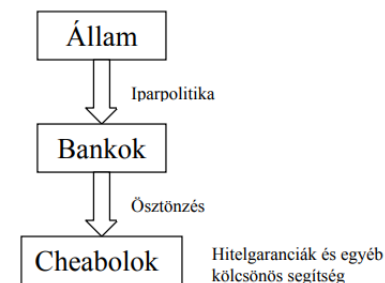 Állam
Iparpolitika
Bankok
Ösztönzés
Cheabolok
Hitelgaranciák és egyéb
kölcsönös segítség